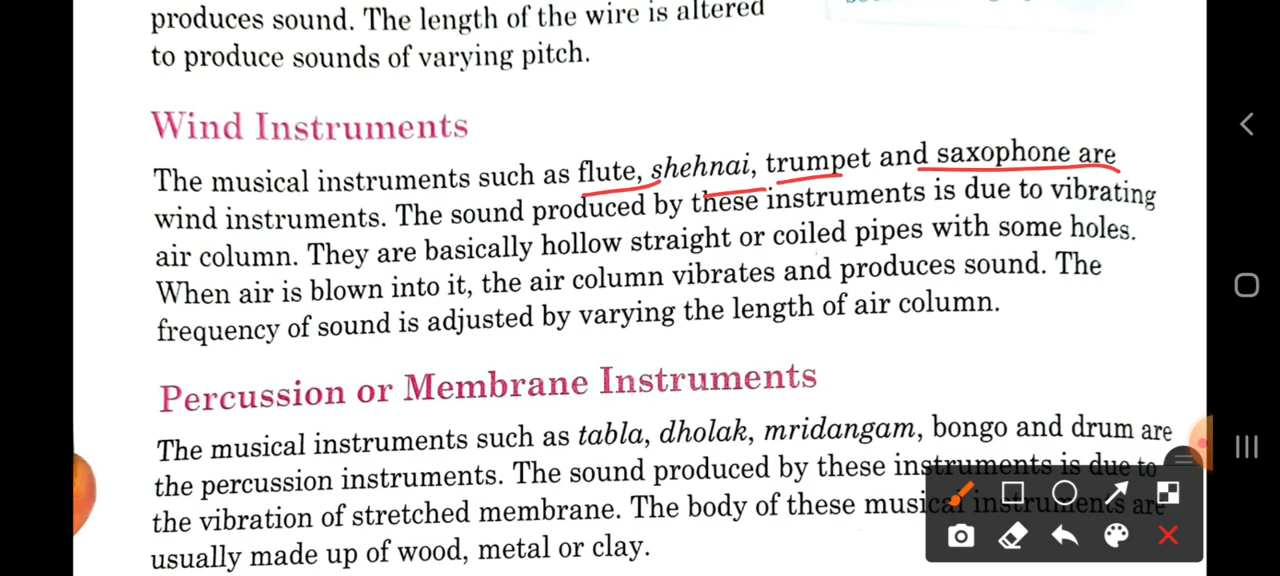 produces sound. The length of the wire is altered
to produce sounds of varying pitch.
Wind Instruments
The musical instruments such as flute, shehnai, trumpet and saxophone are
wind instruments. The sound produced by these instruments is due to vibrating
air column. They are basically hollow straight or coiled pipes with some holes.
When air is blown into it, the air column vibrates and produces sound. The
frequency of sound is adjusted by varying the length of air column.
Percussion or Membrane Instruments
The musical instruments such as tabla, dholak, mridangam, bongo and drum are
the percussion instruments. The sound produced by these instruments is due to
the vibration of stretched membrane. The body of these musical instruments are
usually made up of wood, metal or clay.